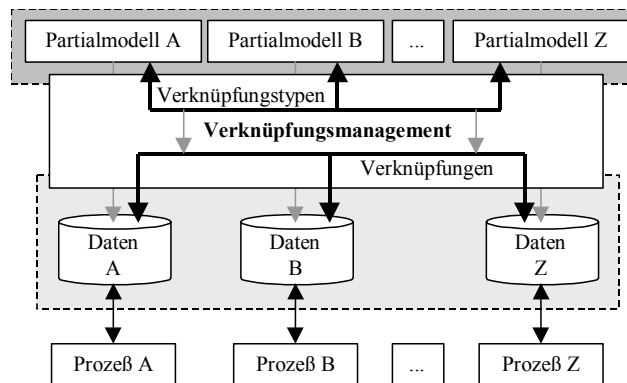 Partialmodell A
Partialmodell B
...
Partialmodell Z
Verknüpfungstypen
Verknüpfungsmanagement
Verknüpfungen
Daten
A
Daten
B
Daten
Z
Prozeß A
Prozeß B
...
Prozeß Z